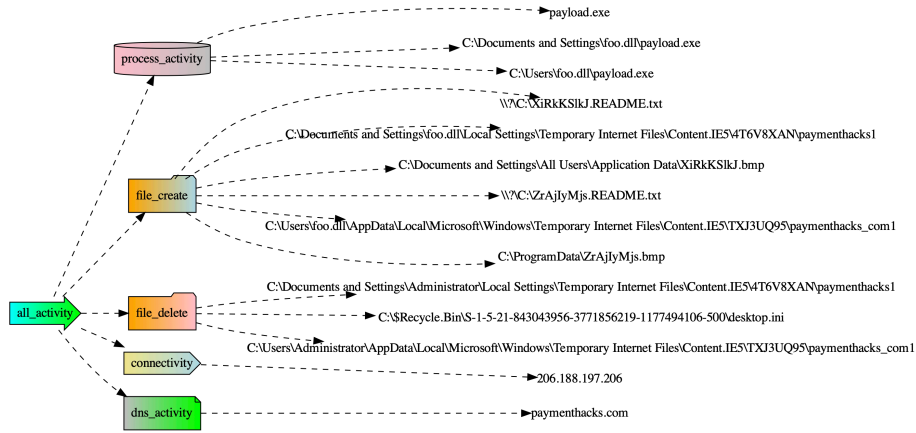 payload.exe
C:\Documents and Settings\foo.dll\payload.exe
process_activity
C:\Users\foo.dll\payload.exe
\\?\C:\XiRkKSlkJ.README.txt
C:\Documents and Settings\foo.dll\Local Settings\Temporary Internet Files\Content.IE5\4T6V8XAN\paymenthacks1
C:\Documents and Settings\All Users\Application Data\XiRkKSlkJ.bmp
file_create
\\?\C:\ZrAjIyMjs.README.txt
C:\Users\foo.dll\AppData\Local\Microsoft\Windows\Temporary Internet Files\Content.IE5\TXJ3UQ95\paymenthacks_com1
C:\ProgramData\ZrAjIyMjs.bmp
C:\Documents and Settings\Administrator\Local Settings\Temporary Internet Files\Content.IE5\4T6V8XAN\paymenthacks1
all_activity
file_delete
C:\$Recycle.Bin\S-1-5-21-843043956-3771856219-1177494106-500\desktop.ini
C:\Users\Administrator\AppData\Local\Microsoft\Windows\Temporary Internet Files\Content.IE5\TXJ3UQ95\paymenthacks_com1
connectivity
206.188.197.206
dns_activity
paymenthacks.com